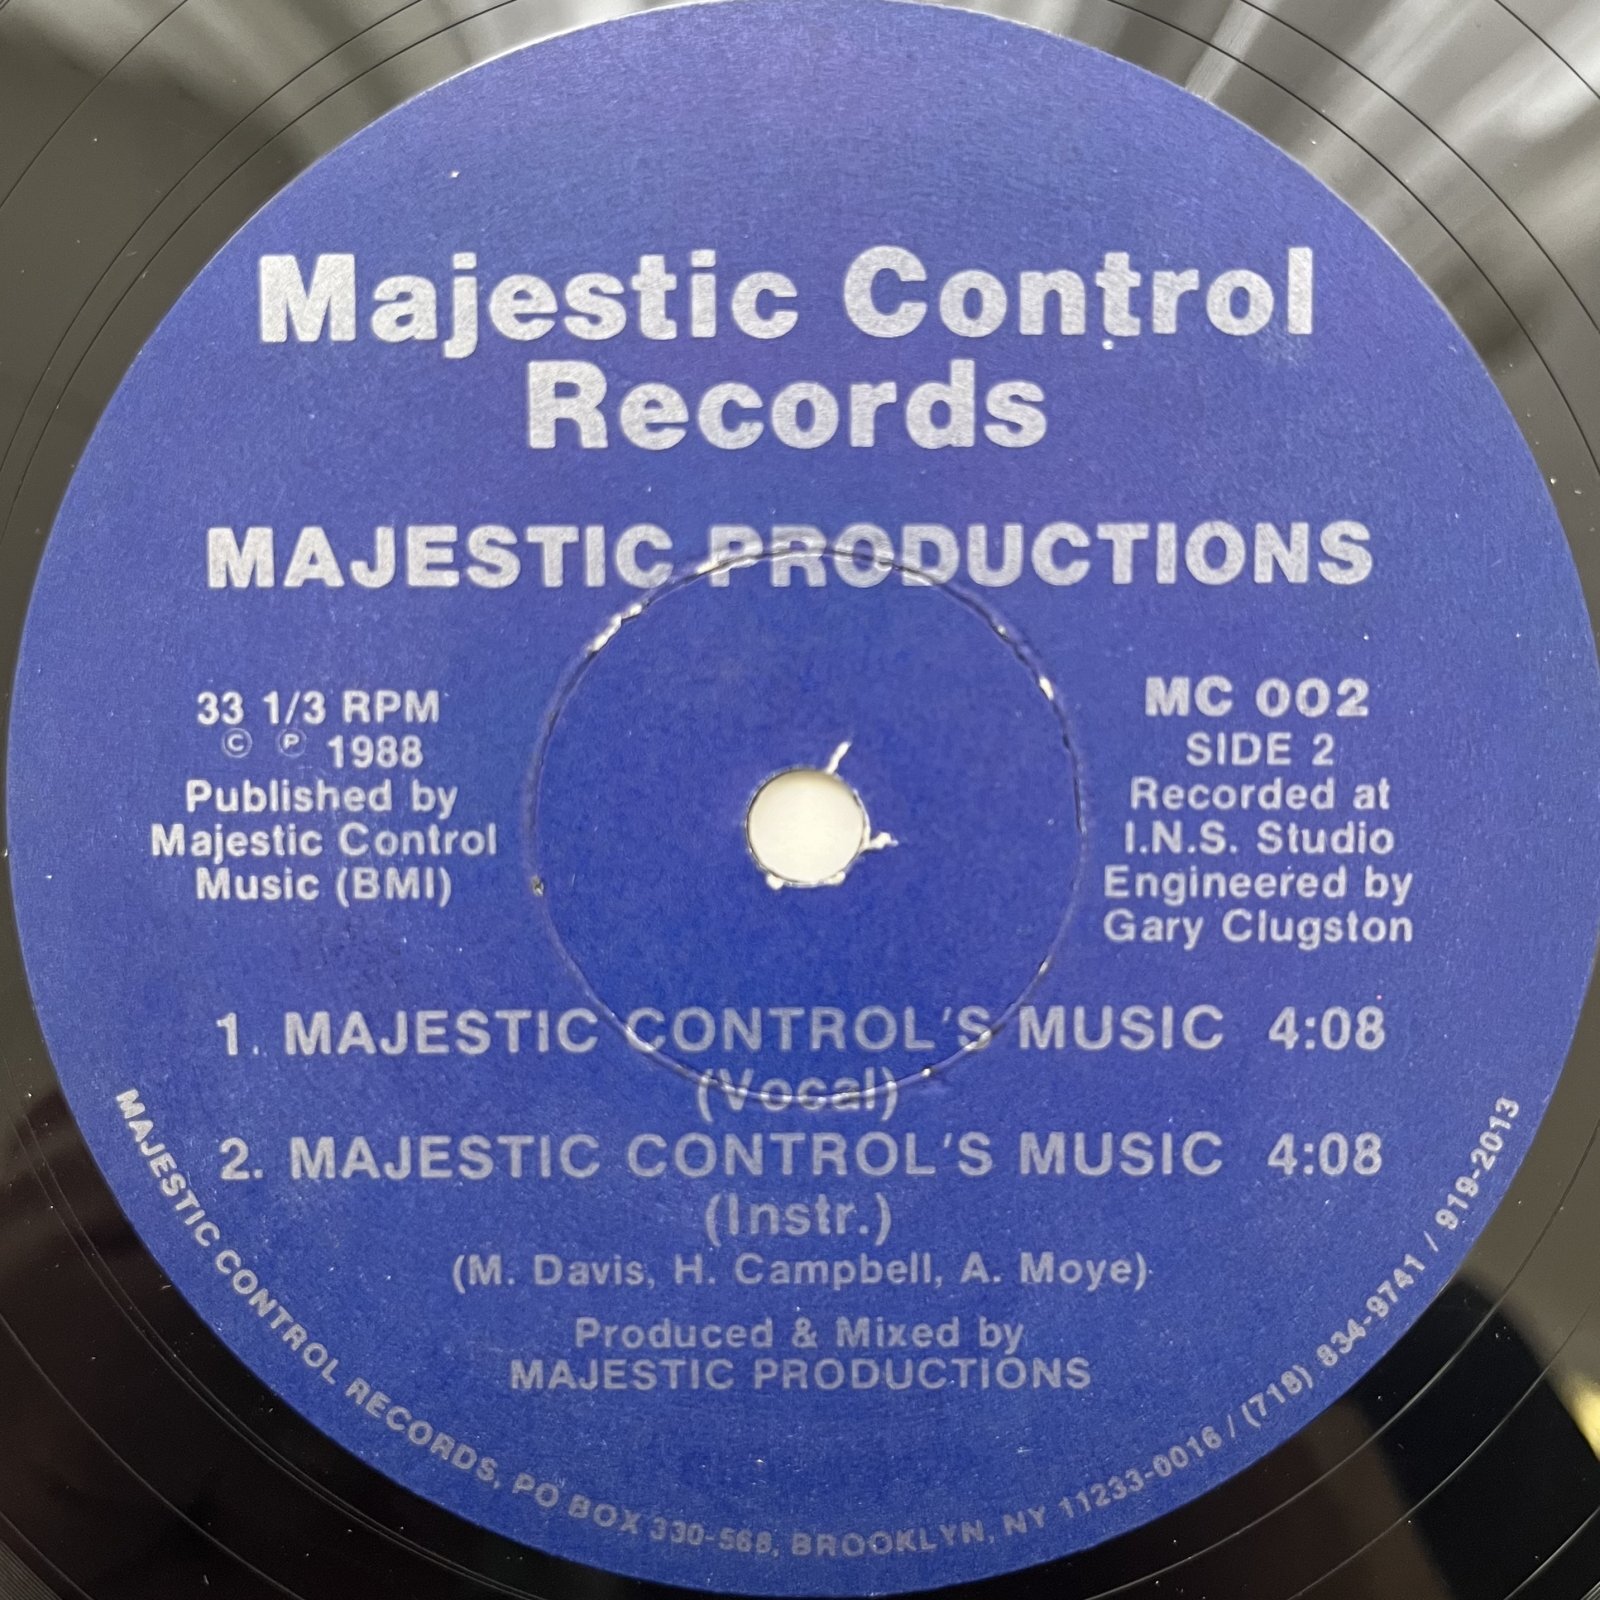 Majestic Control
Records
MAJESTIC PRODUCTIONS
33 1/3 RPM
© ℗ 1988
Published by
Majestic Control
Music (BMI)
MC 002
SIDE 2
Recorded at
I.N.S. Studio
Engineered by
Gary Clugston
1. MAJESTIC CONTROL'S MUSIC 4:08
(Vocal)
2. MAJESTIC CONTROL'S MUSIC 4:08
(Instr.)
(M. Davis, H. Campbell, A. Moye)
Produced & Mixed by
MAJESTIC PRODUCTIONS
MAJESTIC CONTROL RECORDS, PO BOX 330-568, BROOKLYN, NY 11233-0016 / (718) 834-9741 / 919-2013